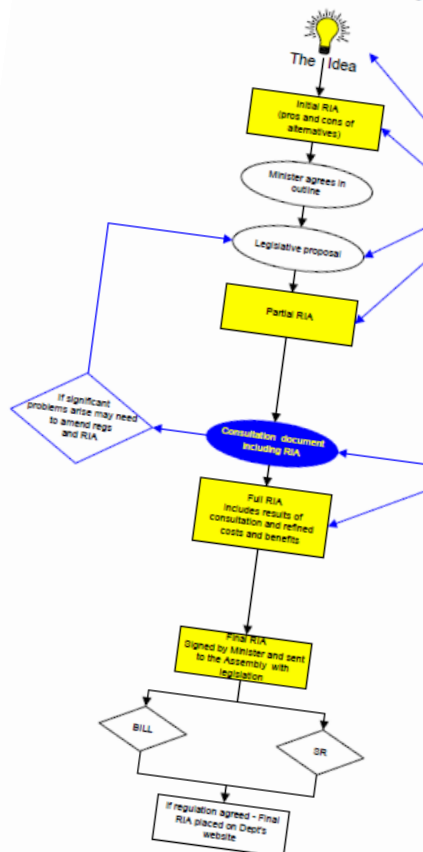 The Idea
Initial RIA
(pros and cons of
alternatives)
Minister agrees in
outline
Legislative proposal
Partial RIA
If significant
problems arise may need
to amend regs
and RIA
Consultation document
including RIA
Full RIA
includes results of
consultation and refined
costs and benefits
Final RIA
Signed by Minister and sent
to the Assembly with
legislation
BILL
SR
If regulation agreed - Final
RIA placed on Dept's
website